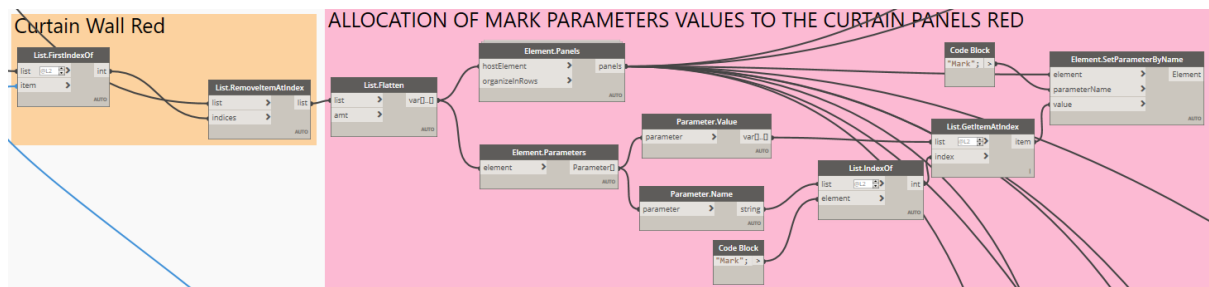 Curtain Wall Red
ALLOCATION OF MARK PARAMETERS VALUES TO THE CURTAIN PANELS RED
List.FirstIndexOf
list @L2 > int
item >
AUTO
List.RemoveItemAtIndex
list > list
indices >
AUTO
List.Flatten
list > var[]..[]
amt >
AUTO
Element.Panels
hostElement > panels
organizeInRows >
AUTO
Element.Parameters
element > Parameter[]
AUTO
Parameter.Value
parameter > var[]..[]
AUTO
Parameter.Name
parameter > string
AUTO
Code Block
"Mark"; >
List.IndexOf
list @L2 > int
element >
AUTO
Code Block
"Mark"; >
List.GetItemAtIndex
list @L2 > item
index >
I
Element.SetParameterByName
element > Element
parameterName >
value >
AUTO